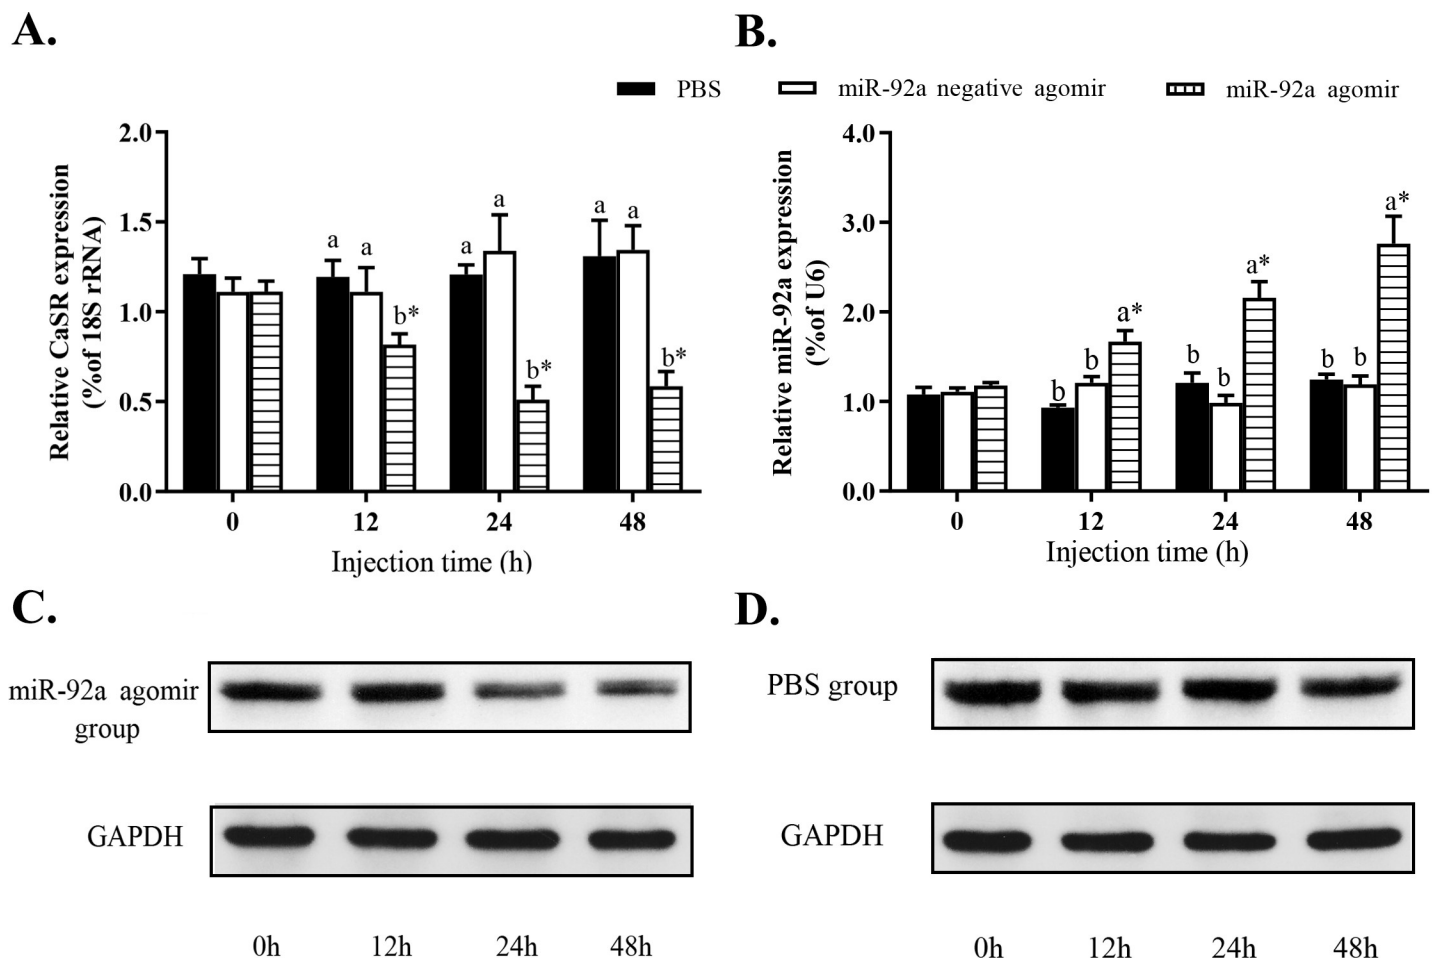 A.
B.
PBS
miR-92a negative agomir
miR-92a agomir
Relative CaSR expression
(%of 18S rRNA)
2.0
1.5
1.0
0.5
0.0
a
a
b*
a
a
b*
a
a
b*
0
12
24
48
Injection time (h)
Relative miR-92a expression
(%of U6)
4.0
3.0
2.0
1.0
0.0
b
b
a*
b
b
a*
b
b
a*
0
12
24
48
Injection time (h)
C.
miR-92a agomir
group
GAPDH
0h
12h
24h
48h
D.
PBS group
GAPDH
0h
12h
24h
48h